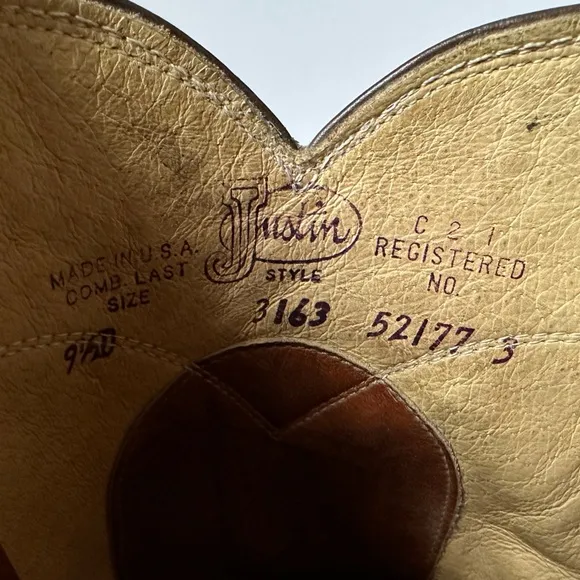 Justin
MADE IN U.S.A.
COMB. LAST
SIZE
9½D
STYLE
3163
C 2 1
REGISTERED
NO.
52177 3